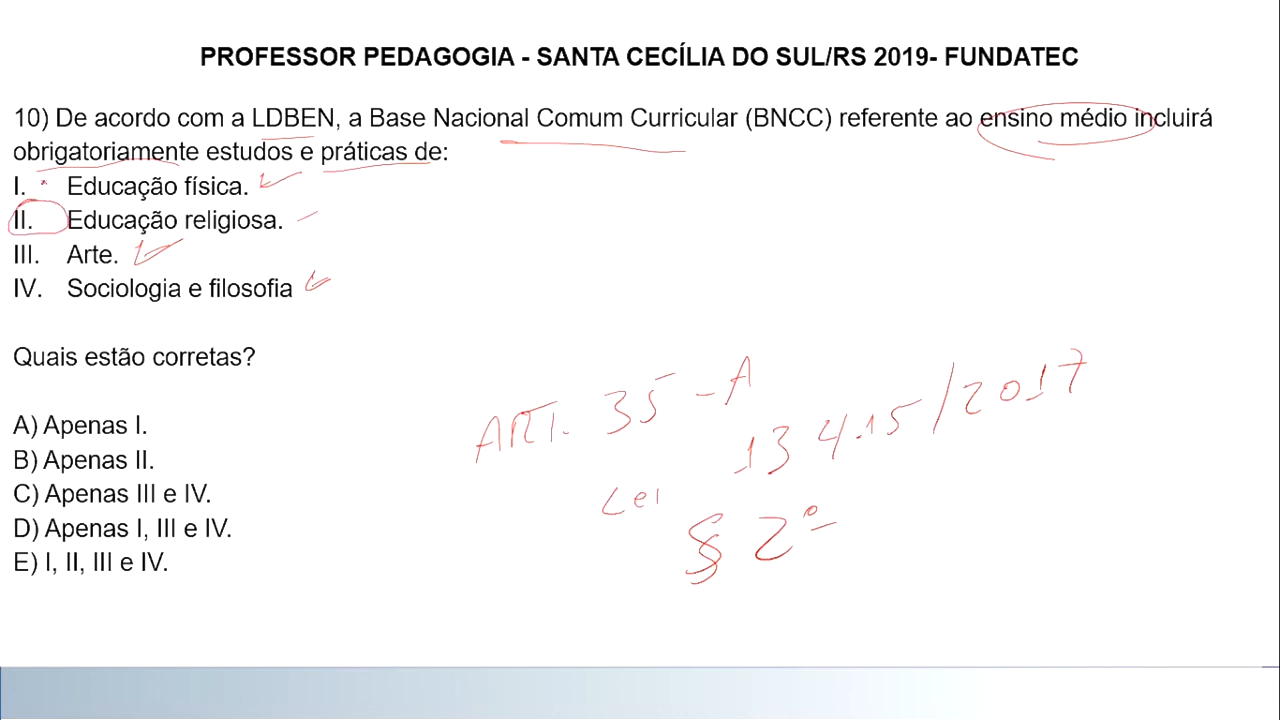 PROFESSOR PEDAGOGIA - SANTA CECÍLIA DO SUL/RS 2019- FUNDATEC
10) De acordo com a LDBEN, a Base Nacional Comum Curricular (BNCC) referente ao ensino médio incluirá
obrigatoriamente estudos e práticas de:
I. Educação física.
II. Educação religiosa.
III. Arte.
IV. Sociologia e filosofia
Quais estão corretas?
A) Apenas I.
B) Apenas II.
C) Apenas III e IV.
D) Apenas I, III e IV.
E) I, II, III e IV.
ART. 35-A
Lei 13415/2017
§ 2º